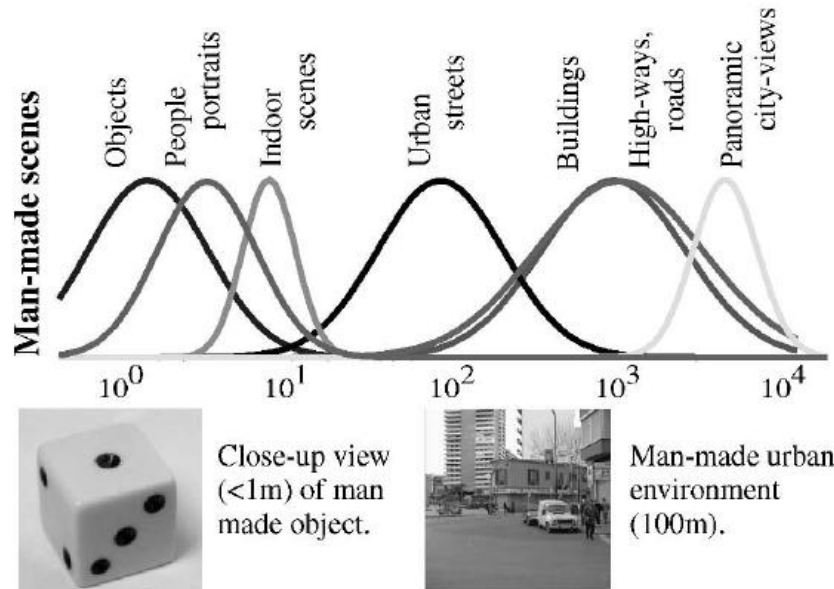 Man-made scenes
Objects
People
portraits
Indoor
scenes
Urban
streets
Buildings
High-ways,
roads
Panoramic
city-views
10^0 10^1 10^2 10^3 10^4
Close-up view
(<1m) of man
made object.
Man-made urban
environment
(100m).